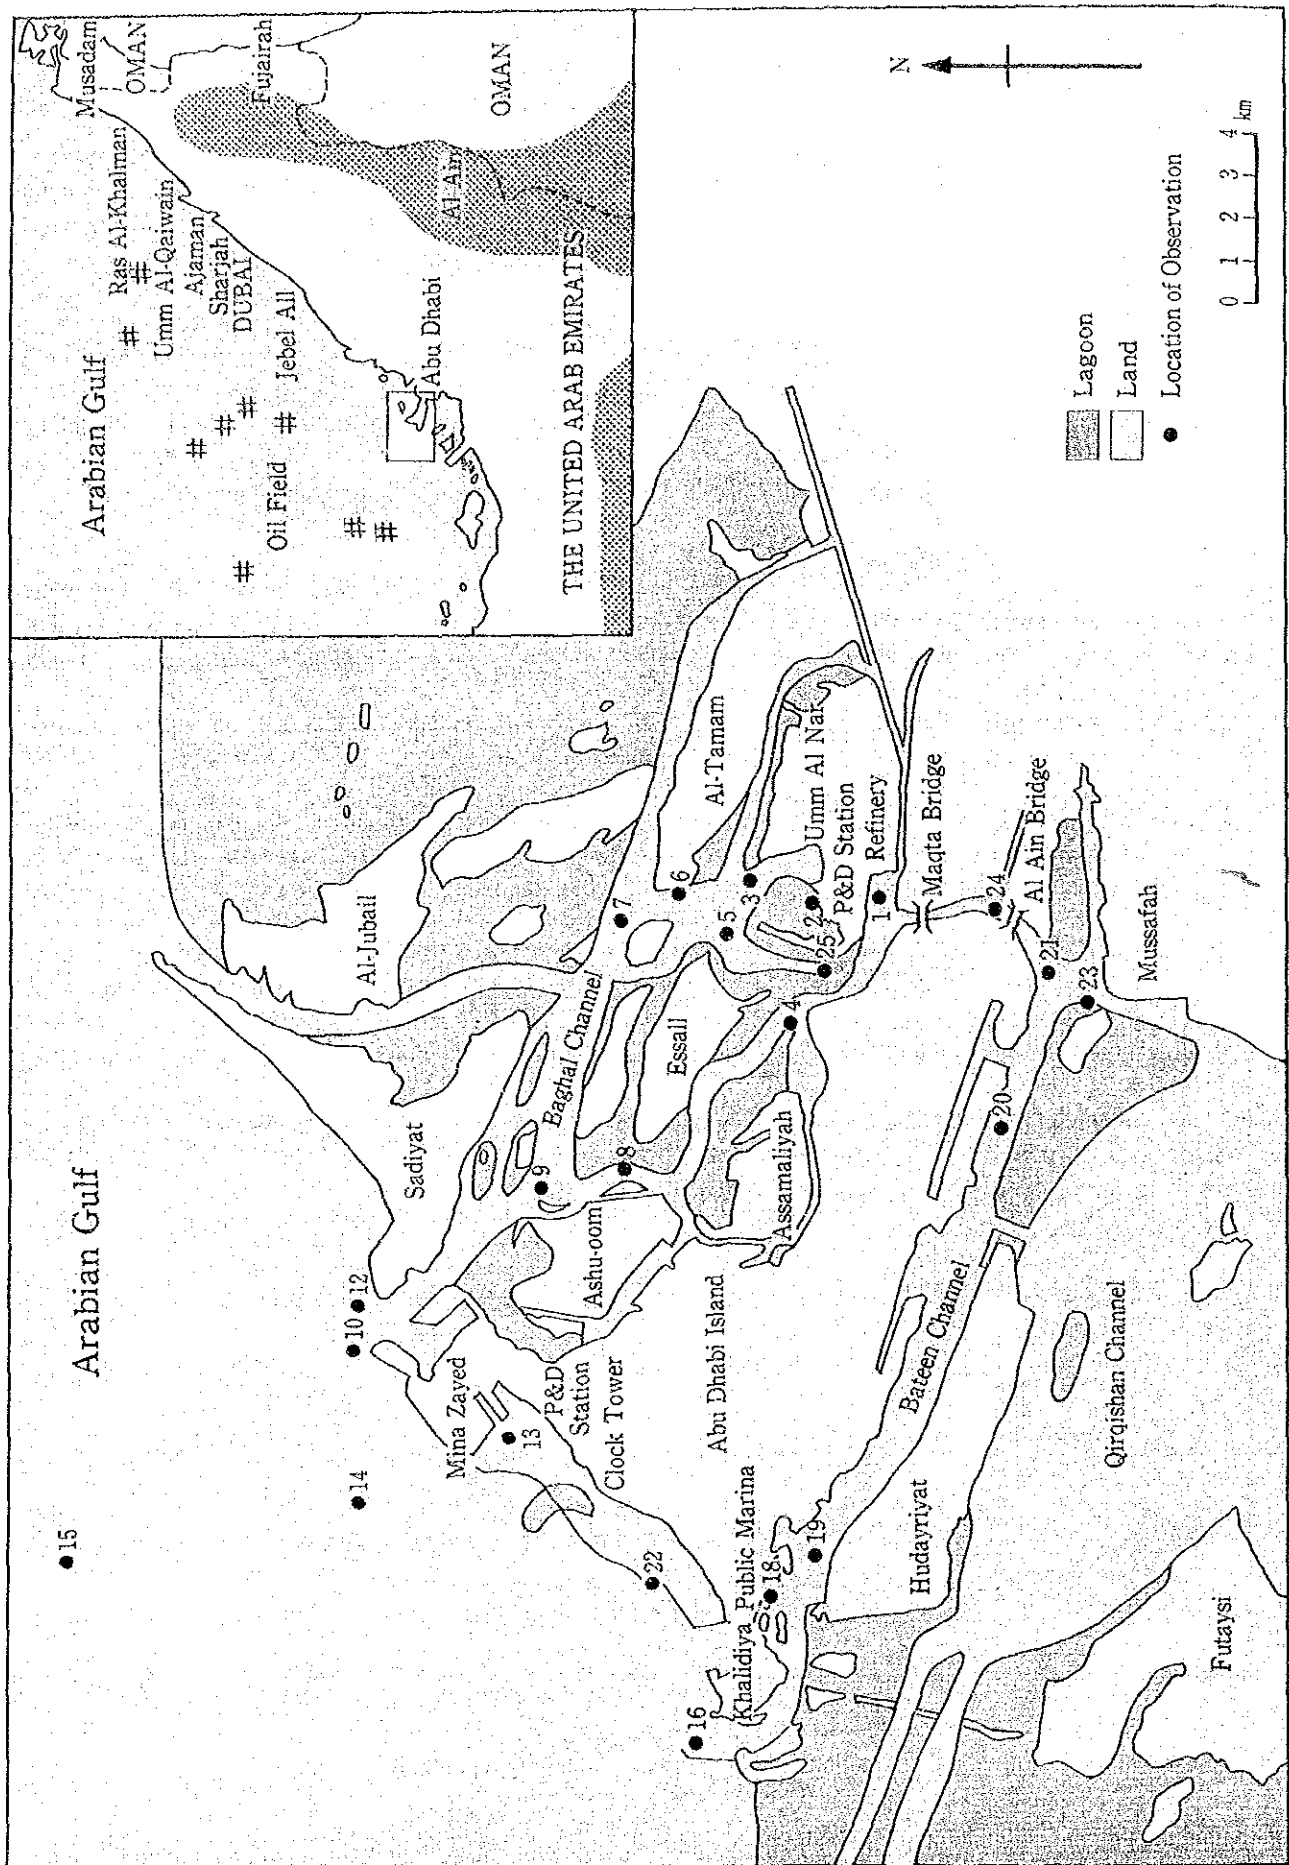 Arabian Gulf
Musadam
OMAN
Ras Al-Khalman
Umm Al-Qaiwain
Fujairah
Ajaman
Sharjah
DUBAI
Jebel All
Oil Field
Al Ain
OMAN
Abu Dhabi
THE UNITED ARAB EMIRATES
N
Arabian Gulf
15
14
10
12
Al-Jubail
Sadiyat
Mina Zayed
13
9
Baghal Channel
7
P&D
Station
Ashu-oom
8
6
Clock Tower
Essall
5
3
Al-Tamam
22
Abu Dhabi Island
Assamaliyah
4
25
2
Umm Al Nar
P&D Station
16
Khalidiya Public Marina
18
19
1
Refinery
Maqta Bridge
Bateen Channel
20
24
Hudayriyat
21
Al Ain Bridge
23
Qirqishan Channel
Mussafah
Futaysi
Lagoon
Land
Location of Observation
0 1 2 3 4
km